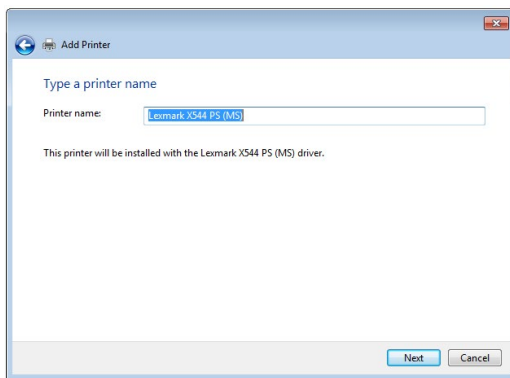 Add Printer
Type a printer name
Printer name: Lexmark X544 PS (MS)
This printer will be installed with the Lexmark X544 PS (MS) driver.
Next Cancel